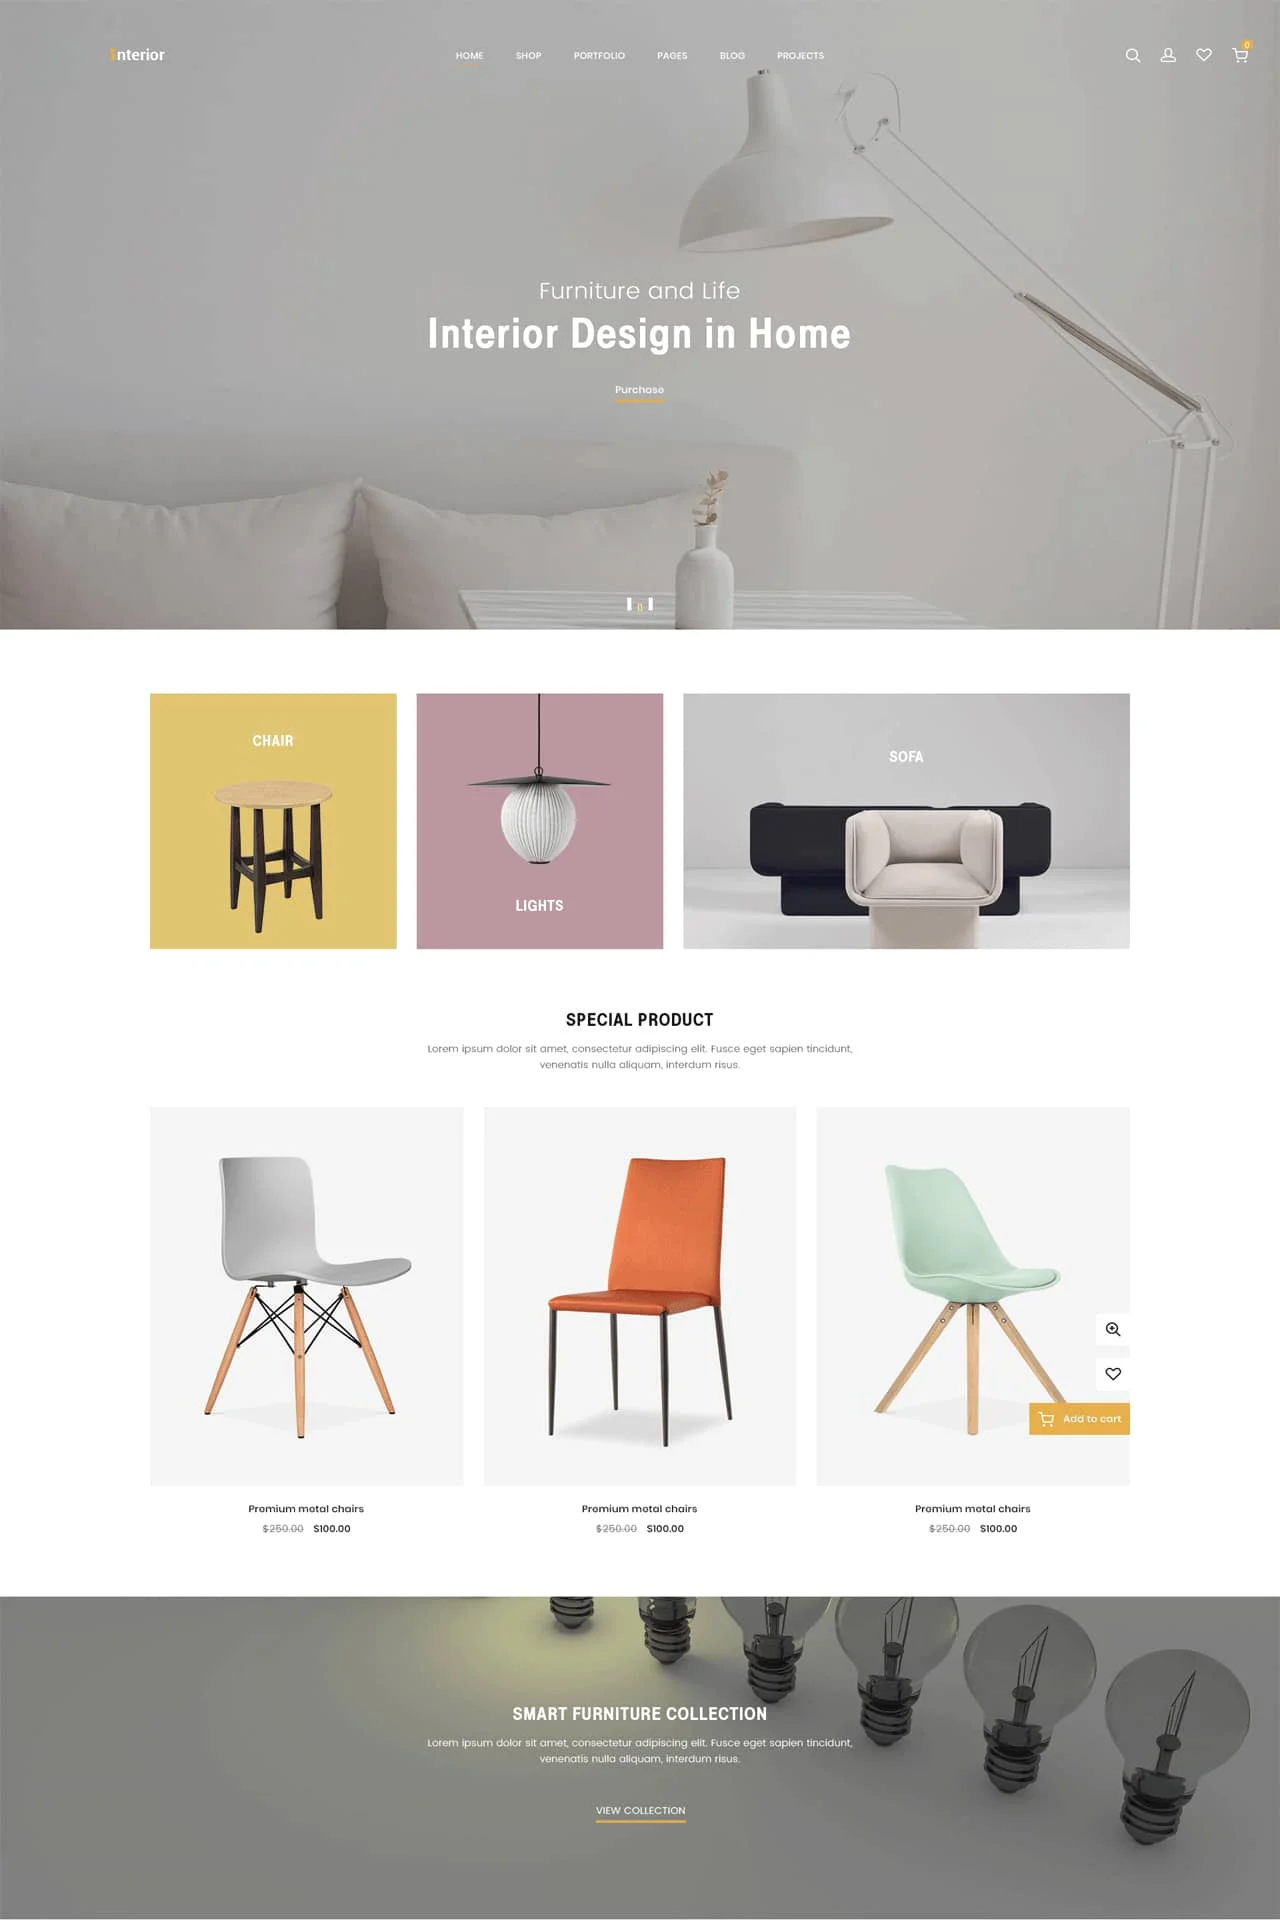 Interior
HOME SHOP PORTFOLIO PAGES BLOG PROJECTS
0
Furniture and Life
Interior Design in Home
Purchase
CHAIR
LIGHTS
SOFA
SPECIAL PRODUCT
Lorem ipsum dolor sit amet, consectetur adipiscing elit. Fusce eget sapien tincidunt,
venenatis nulla aliquam, interdum risus.
Add to cart
Premium metal chairs
$250.00 $100.00
Premium metal chairs
$250.00 $100.00
Premium metal chairs
$250.00 $100.00
SMART FURNITURE COLLECTION
Lorem ipsum dolor sit amet, consectetur adipiscing elit. Fusce eget sapien tincidunt,
venenatis nulla aliquam, interdum risus.
VIEW COLLECTION